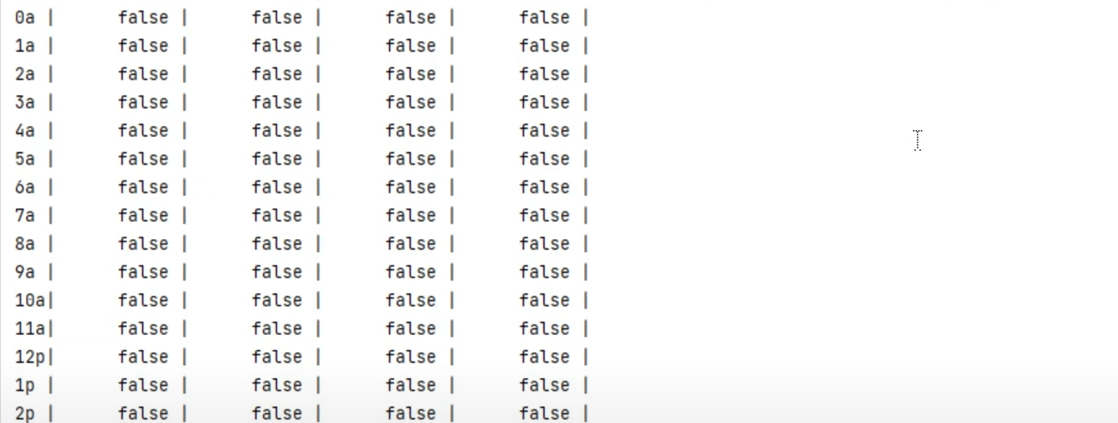 0a |       false |       false |       false |       false |
1a |       false |       false |       false |       false |
2a |       false |       false |       false |       false |
3a |       false |       false |       false |       false |
4a |       false |       false |       false |       false |
5a |       false |       false |       false |       false |
6a |       false |       false |       false |       false |
7a |       false |       false |       false |       false |
8a |       false |       false |       false |       false |
9a |       false |       false |       false |       false |
10a|       false |       false |       false |       false |
11a|       false |       false |       false |       false |
12p|       false |       false |       false |       false |
1p |       false |       false |       false |       false |
2p |       false |       false |       false |       false |